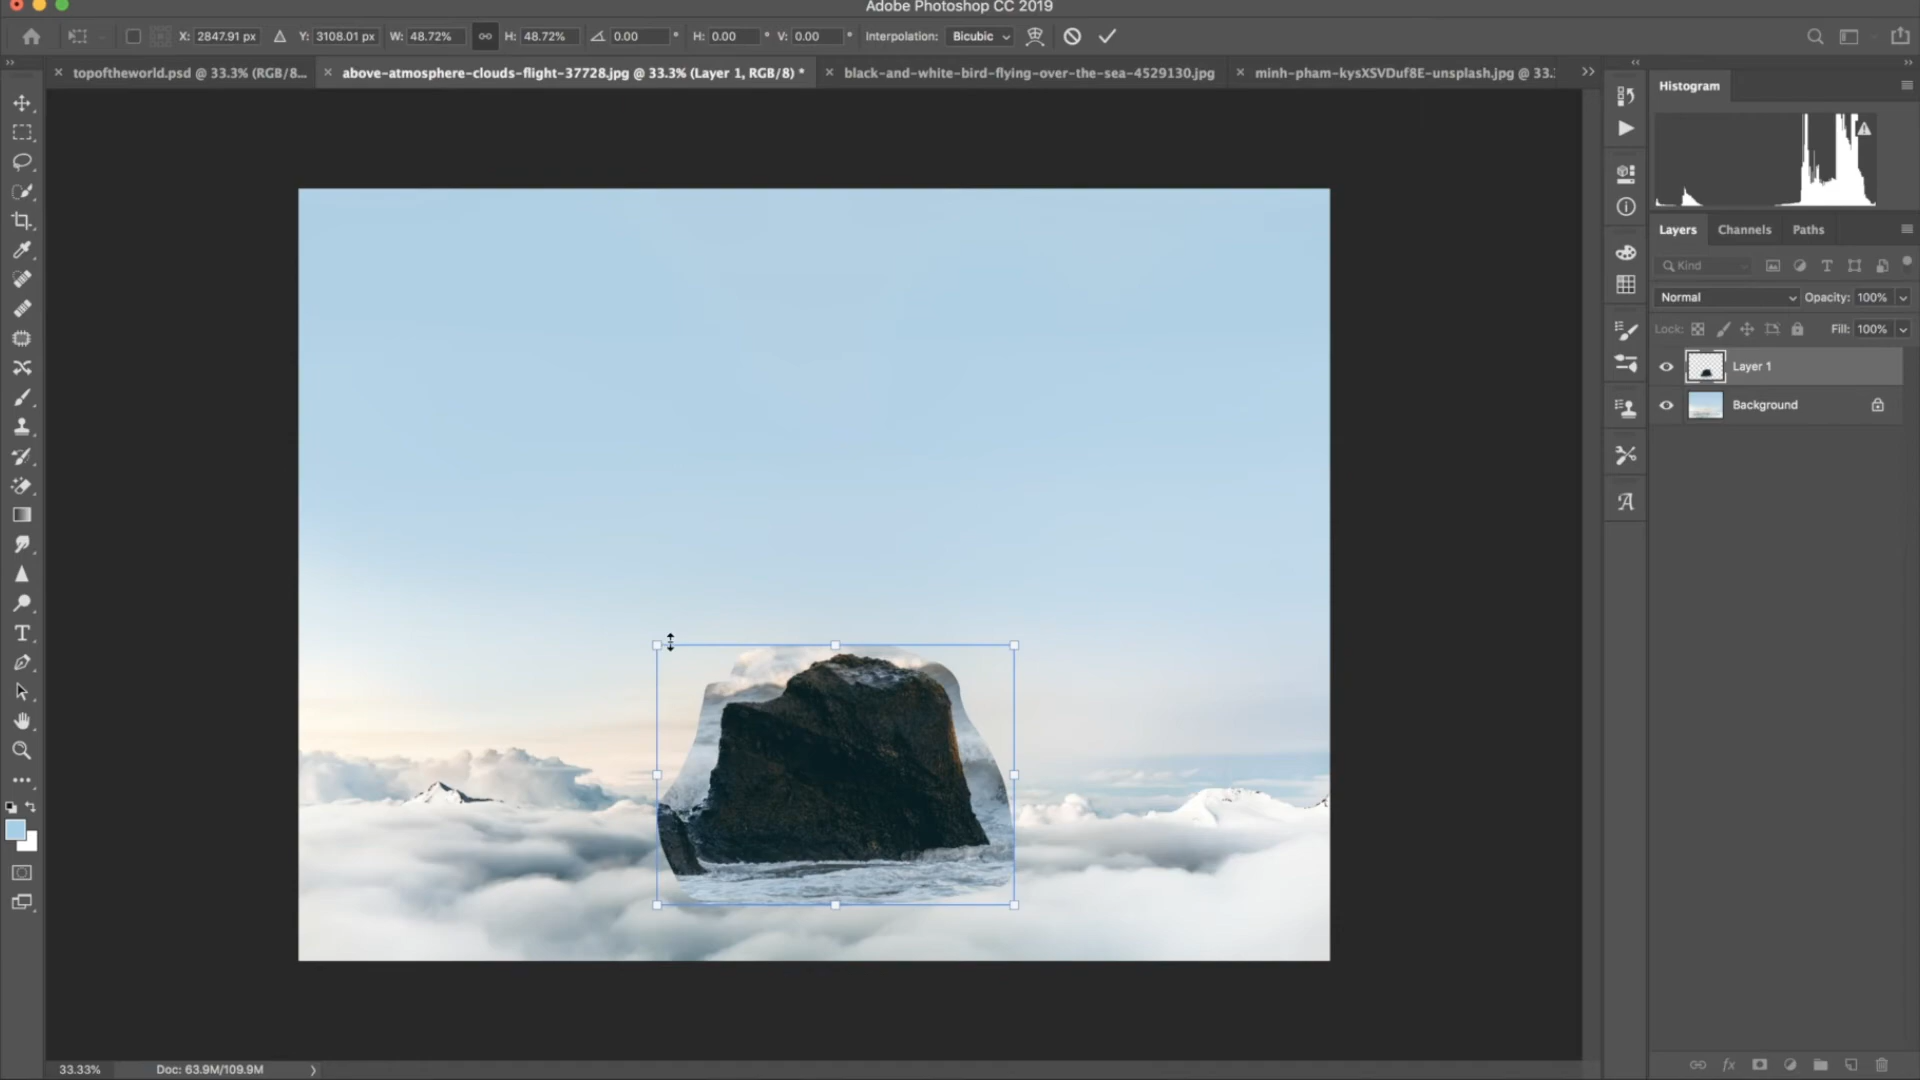 Adobe Photoshop CC 2019
X: 2847.91 px Y: 3108.01 px W: 48.72% H: 48.72% 0.00 ° H: 0.00 ° V: 0.00 ° Interpolation: Bicubic
topoftheworld.psd @ 33.3% (RGB/8... above-atmosphere-clouds-flight-37728.jpg @ 33.3% (Layer 1, RGB/8) * black-and-white-bird-flying-over-the-sea-4529130.jpg minh-pham-kysXSVDuf8E-unsplash.jpg @ 33.
Histogram
Layers Channels Paths
Kind
Normal Opacity: 100%
Lock: Fill: 100%
Layer 1
Background
33.33% Doc: 63.9M/109.9M